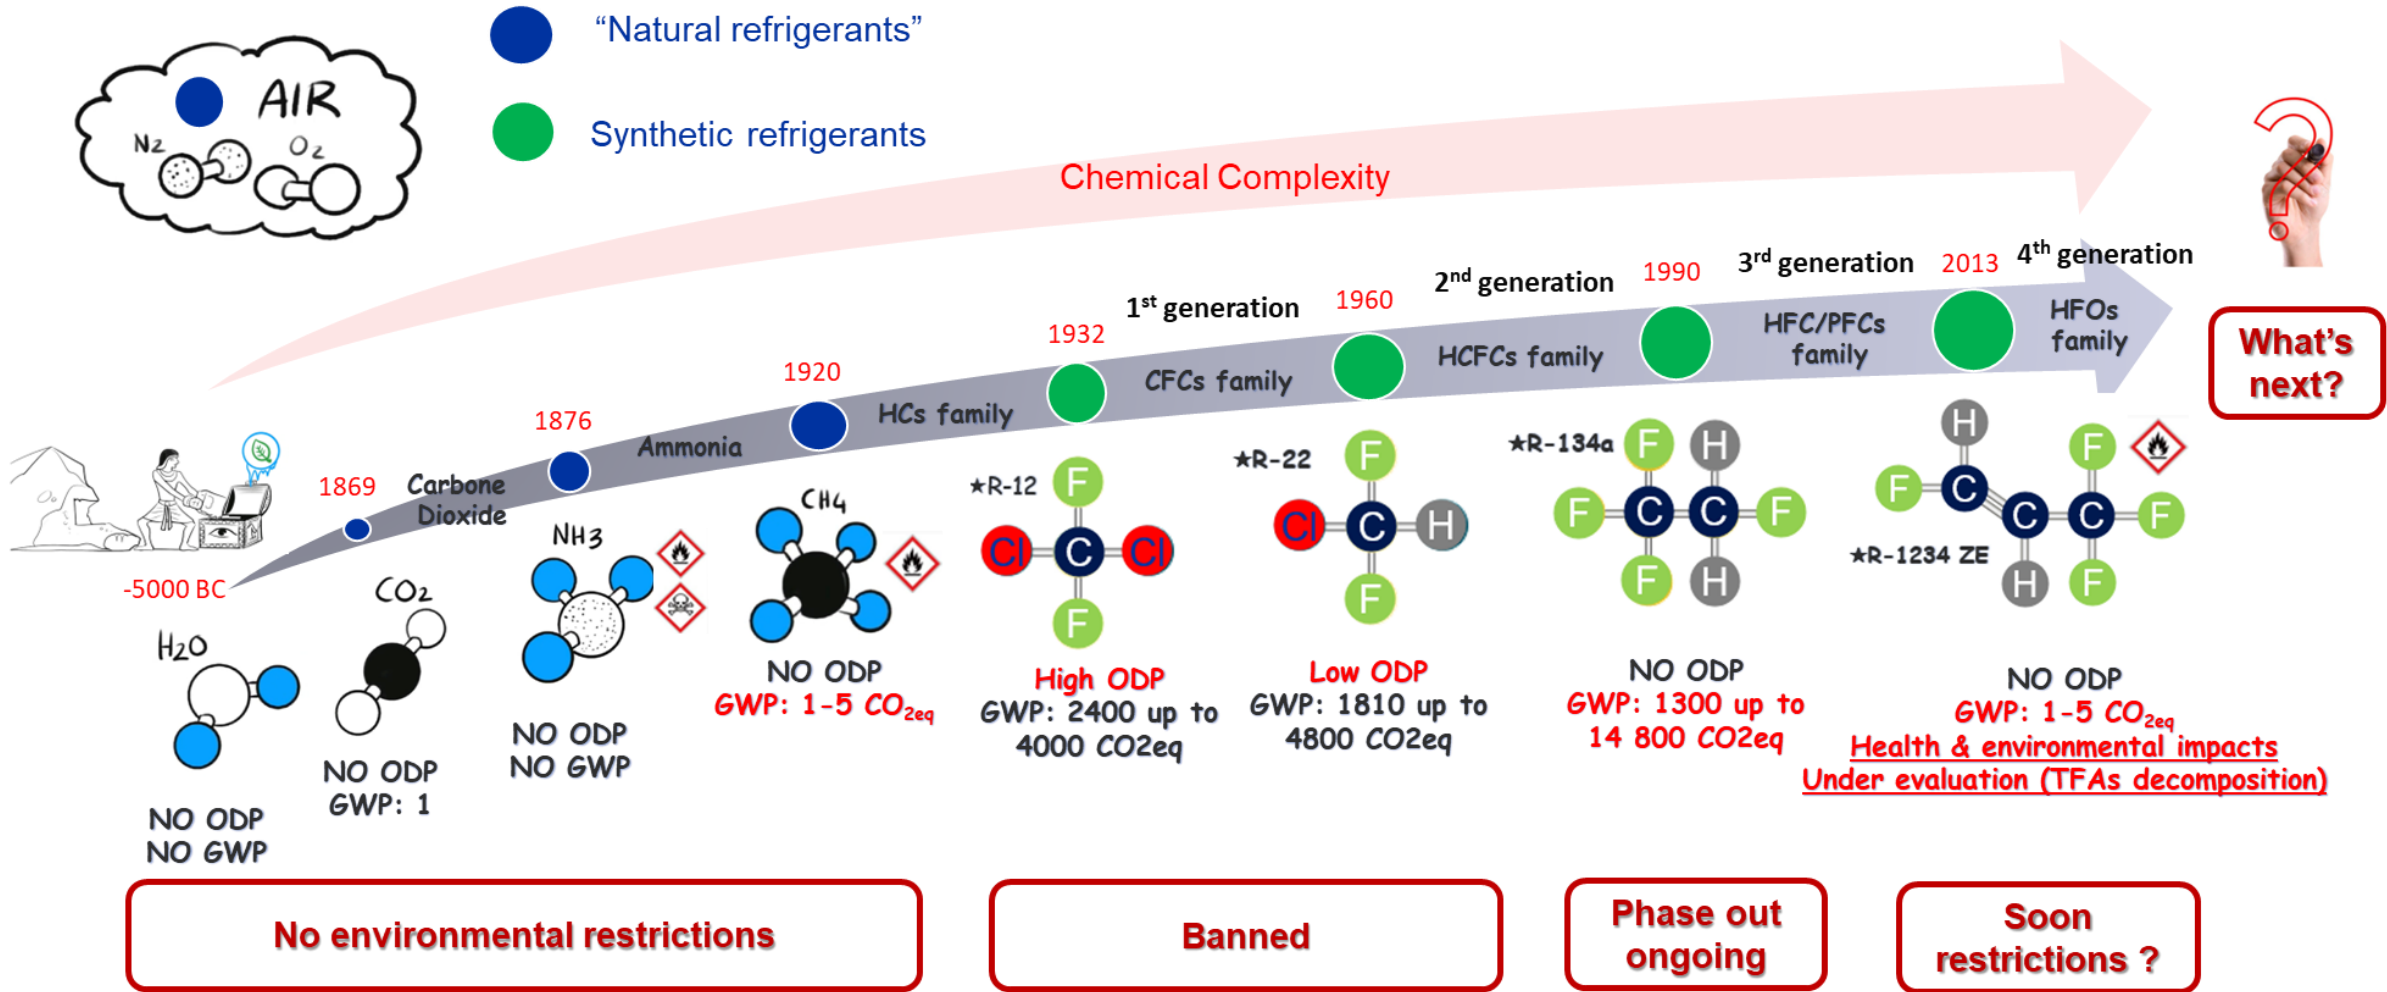 “Natural refrigerants”
Synthetic refrigerants
AIR
N2
O2
Chemical Complexity
-5000 BC
1869
Carbone
Dioxide
1876
Ammonia
1920
HCs family
1932
1st generation
CFCs family
1960
2nd generation
HCFCs family
1990
3rd generation
HFC/PFCs
family
2013
4th generation
HFOs
family
What's
next?
H2O
NO ODP
NO GWP
CO2
NO ODP
GWP: 1
NH3
NO ODP
NO GWP
CH4
NO ODP
GWP: 1-5 CO2eq
★R-12
F
Cl C Cl
F
High ODP
GWP: 2400 up to
4000 CO2eq
★R-22
F
Cl C H
F
Low ODP
GWP: 1810 up to
4800 CO2eq
★R-134a
F H
F C C F
F H
NO ODP
GWP: 1300 up to
14 800 CO2eq
H
F
F C
C C F
★R-1234 ZE
H F
NO ODP
GWP: 1-5 CO2eq
Health & environmental impacts
Under evaluation (TFAs decomposition)
No environmental restrictions
Banned
Phase out
ongoing
Soon
restrictions ?